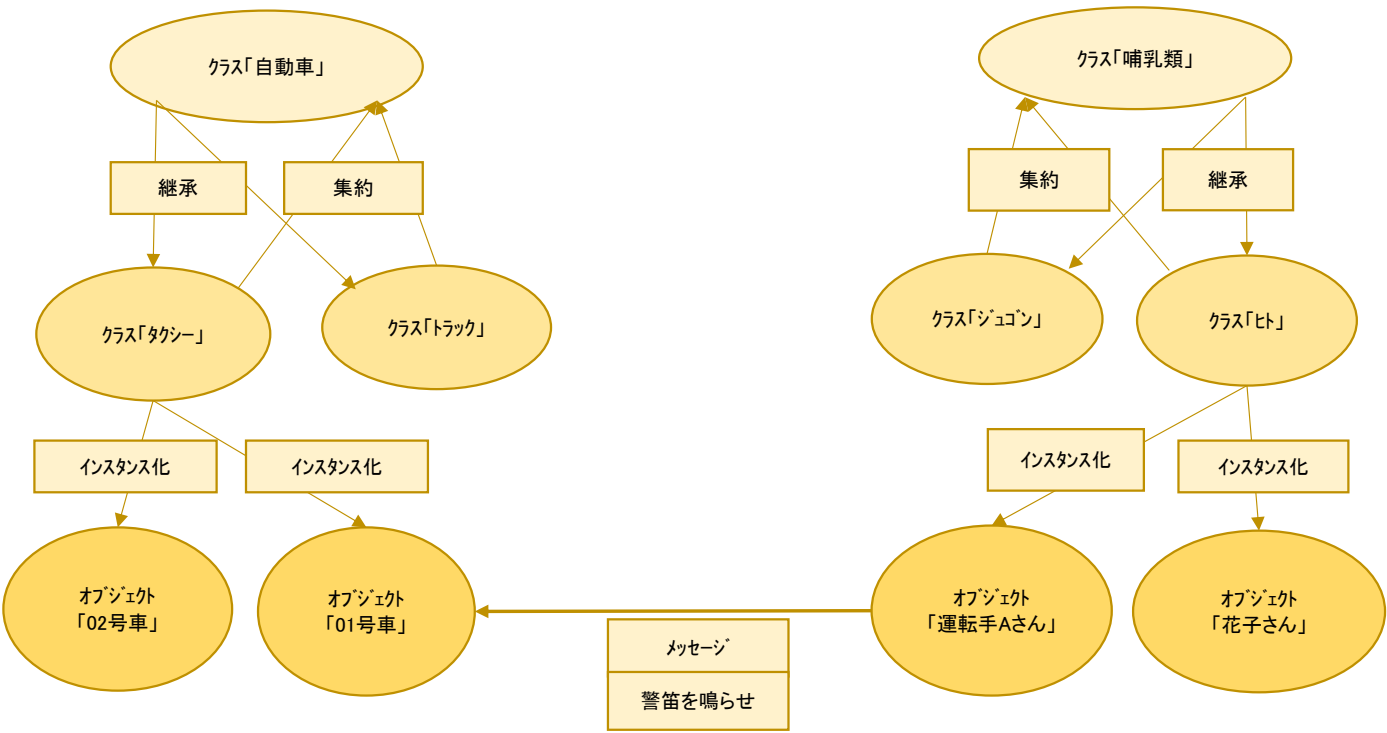 ｸﾗｽ「自動車」
ｸﾗｽ「哺乳類」
継承
集約
集約
継承
ｸﾗｽ「ﾀｸｼｰ」
ｸﾗｽ「ﾄﾗｯｸ」
ｸﾗｽ「ｼﾞｭｺﾞﾝ」
ｸﾗｽ「ﾋﾄ」
ｲﾝｽﾀﾝｽ化
ｲﾝｽﾀﾝｽ化
ｲﾝｽﾀﾝｽ化
ｲﾝｽﾀﾝｽ化
ｵﾌﾞｼﾞｪｸﾄ
「02号車」
ｵﾌﾞｼﾞｪｸﾄ
「01号車」
ｵﾌﾞｼﾞｪｸﾄ
「運転手Aさん」
ｵﾌﾞｼﾞｪｸﾄ
「花子さん」
ﾒｯｾｰｼﾞ
警笛を鳴らせ